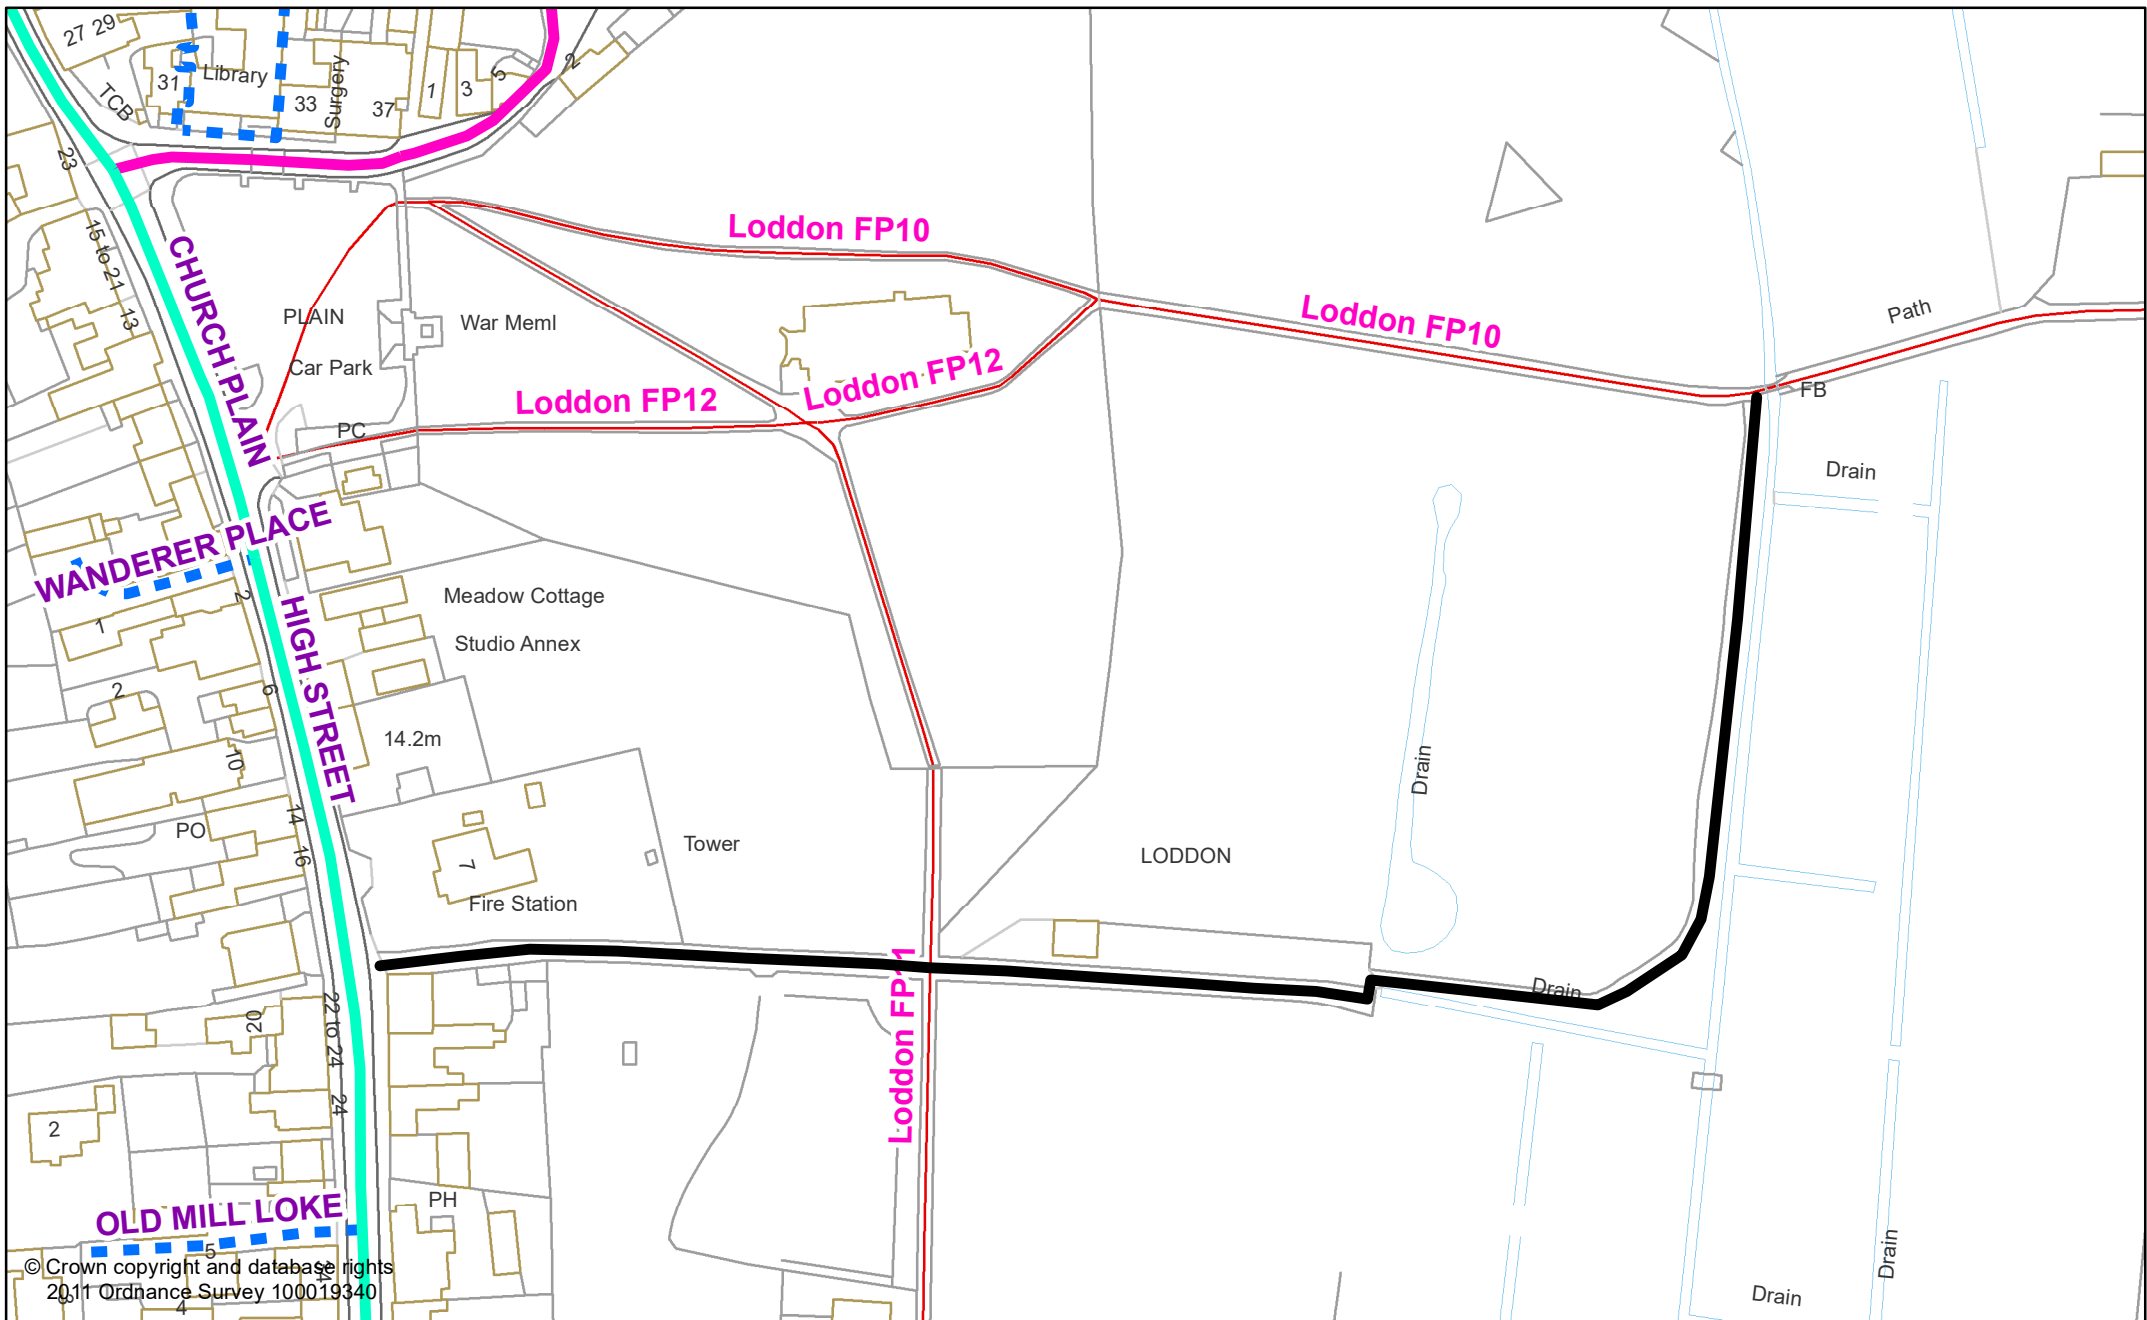 27 29
31
Library
33
Surgery
37
1
3
5
2
TCB
23
15 to 21
13
CHURCH PLAIN
PLAIN
Car Park
War Meml
PC
Loddon FP10
Loddon FP10
Loddon FP12
Loddon FP12
Path
FB
Drain
WANDERER PLACE
HIGH STREET
2
1
2
6
10
14
16
PO
Meadow Cottage
Studio Annex
14.2m
7
Fire Station
Tower
LODDON
Drain
Drain
Loddon FP11
20
22 to 24
24
2
PH
OLD MILL LOKE
5
34
8
4
Drain
Drain
© Crown copyright and database rights
2011 Ordnance Survey 100019340